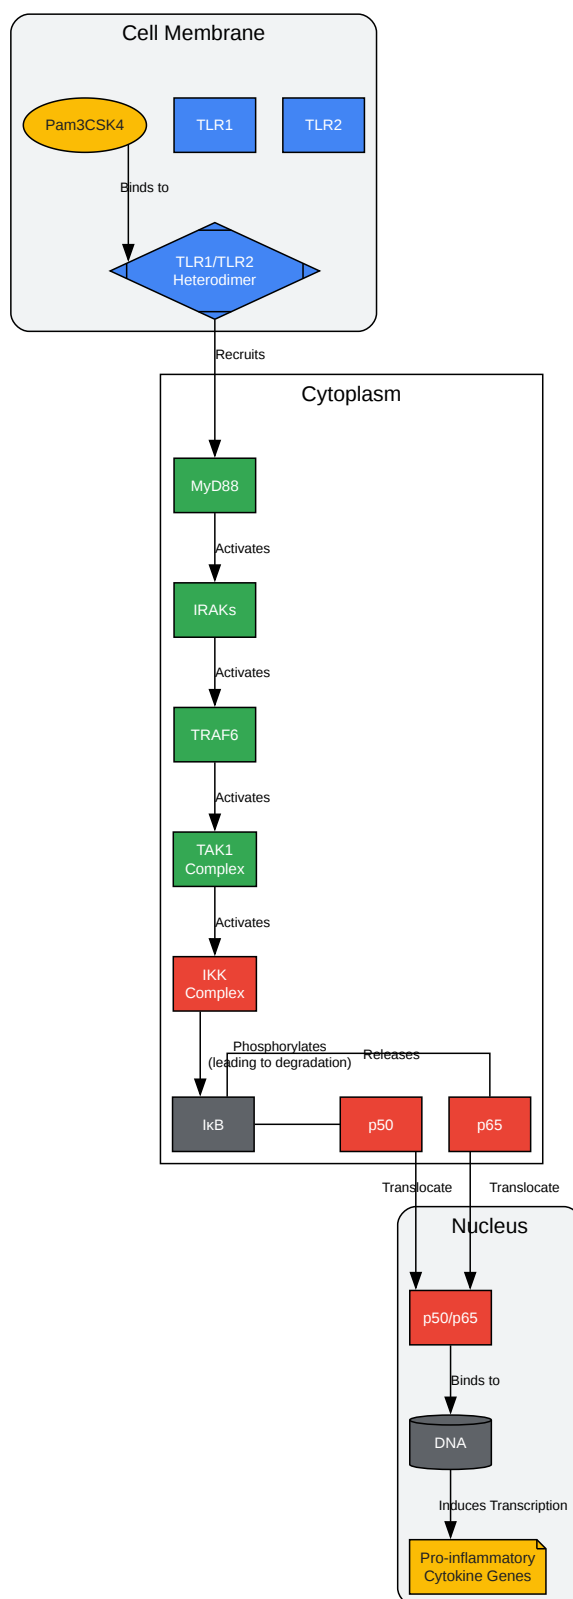 Cell Membrane
Pam3CSK4
TLR1
TLR2
Binds to
TLR1/TLR2
Heterodimer
Recruits
Cytoplasm
MyD88
Activates
IRAKs
Activates
TRAF6
Activates
TAK1
Complex
Activates
IKK
Complex
Phosphorylates
(leading to degradation)
Releases
IκB
p50
p65
Translocate
Translocate
Nucleus
p50/p65
Binds to
DNA
Induces Transcription
Pro-inflammatory
Cytokine Genes